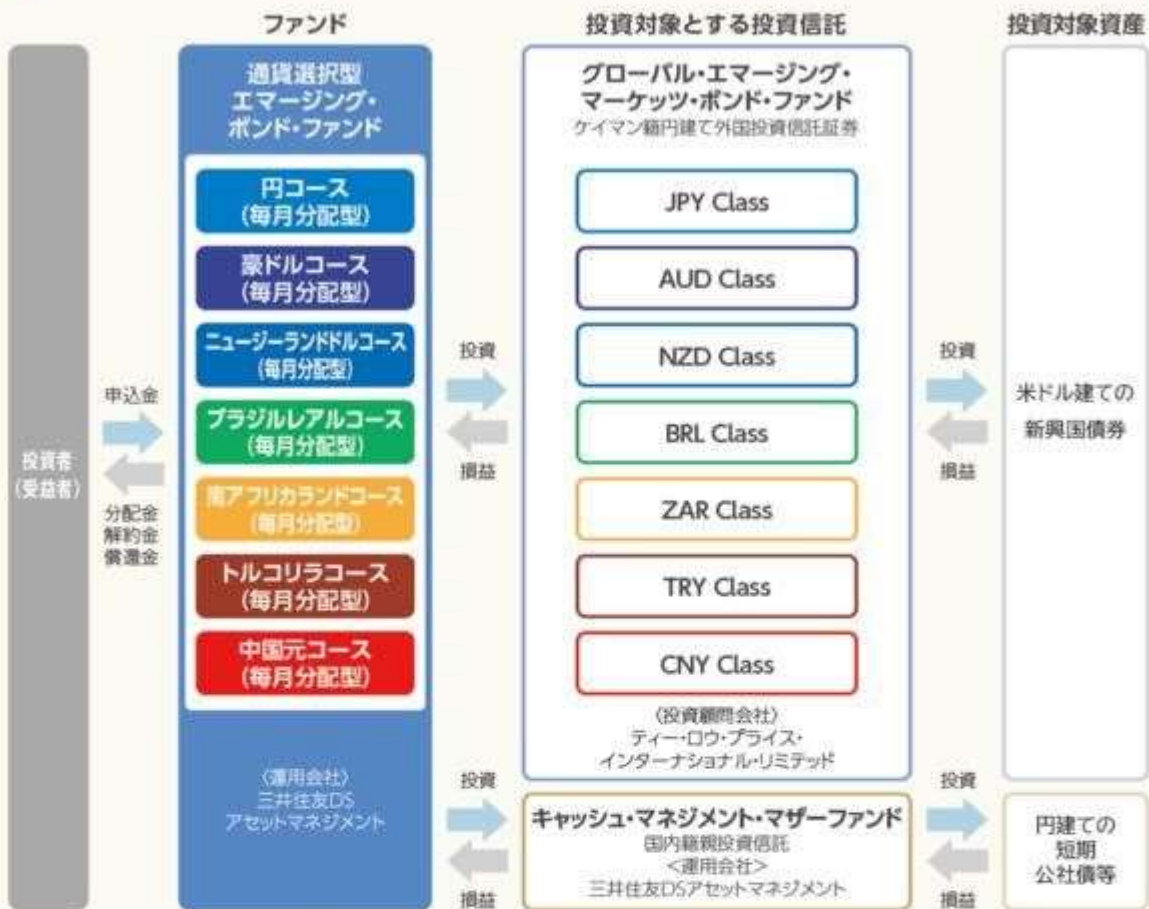 ファンド
投資対象とする投資信託
投資対象資産
投資者
(受益者)
申込金
分配金
解約金
償還金
通貨選択型
エマージング・
ボンド・ファンド
円コース
(毎月分配型)
豪ドルコース
(毎月分配型)
ニュージーランドドルコース
(毎月分配型)
ブラジルレアルコース
(毎月分配型)
南アフリカランドコース
(毎月分配型)
トルコリラコース
(毎月分配型)
中国元コース
(毎月分配型)
〈運用会社〉
三井住友DS
アセットマネジメント
投資
損益
投資
損益
グローバル・エマージング・
マーケッツ・ボンド・ファンド
ケイマン籍円建て外国投資信託証券
JPY Class
AUD Class
NZD Class
BRL Class
ZAR Class
TRY Class
CNY Class
〈投資顧問会社〉
ティー・ロウ・プライス・
インターナショナル・リミテッド
キャッシュ・マネジメント・マザーファンド
国内籍親投資信託
<運用会社>
三井住友DSアセットマネジメント
投資
損益
投資
損益
米ドル建ての
新興国債券
円建ての
短期
公社債等